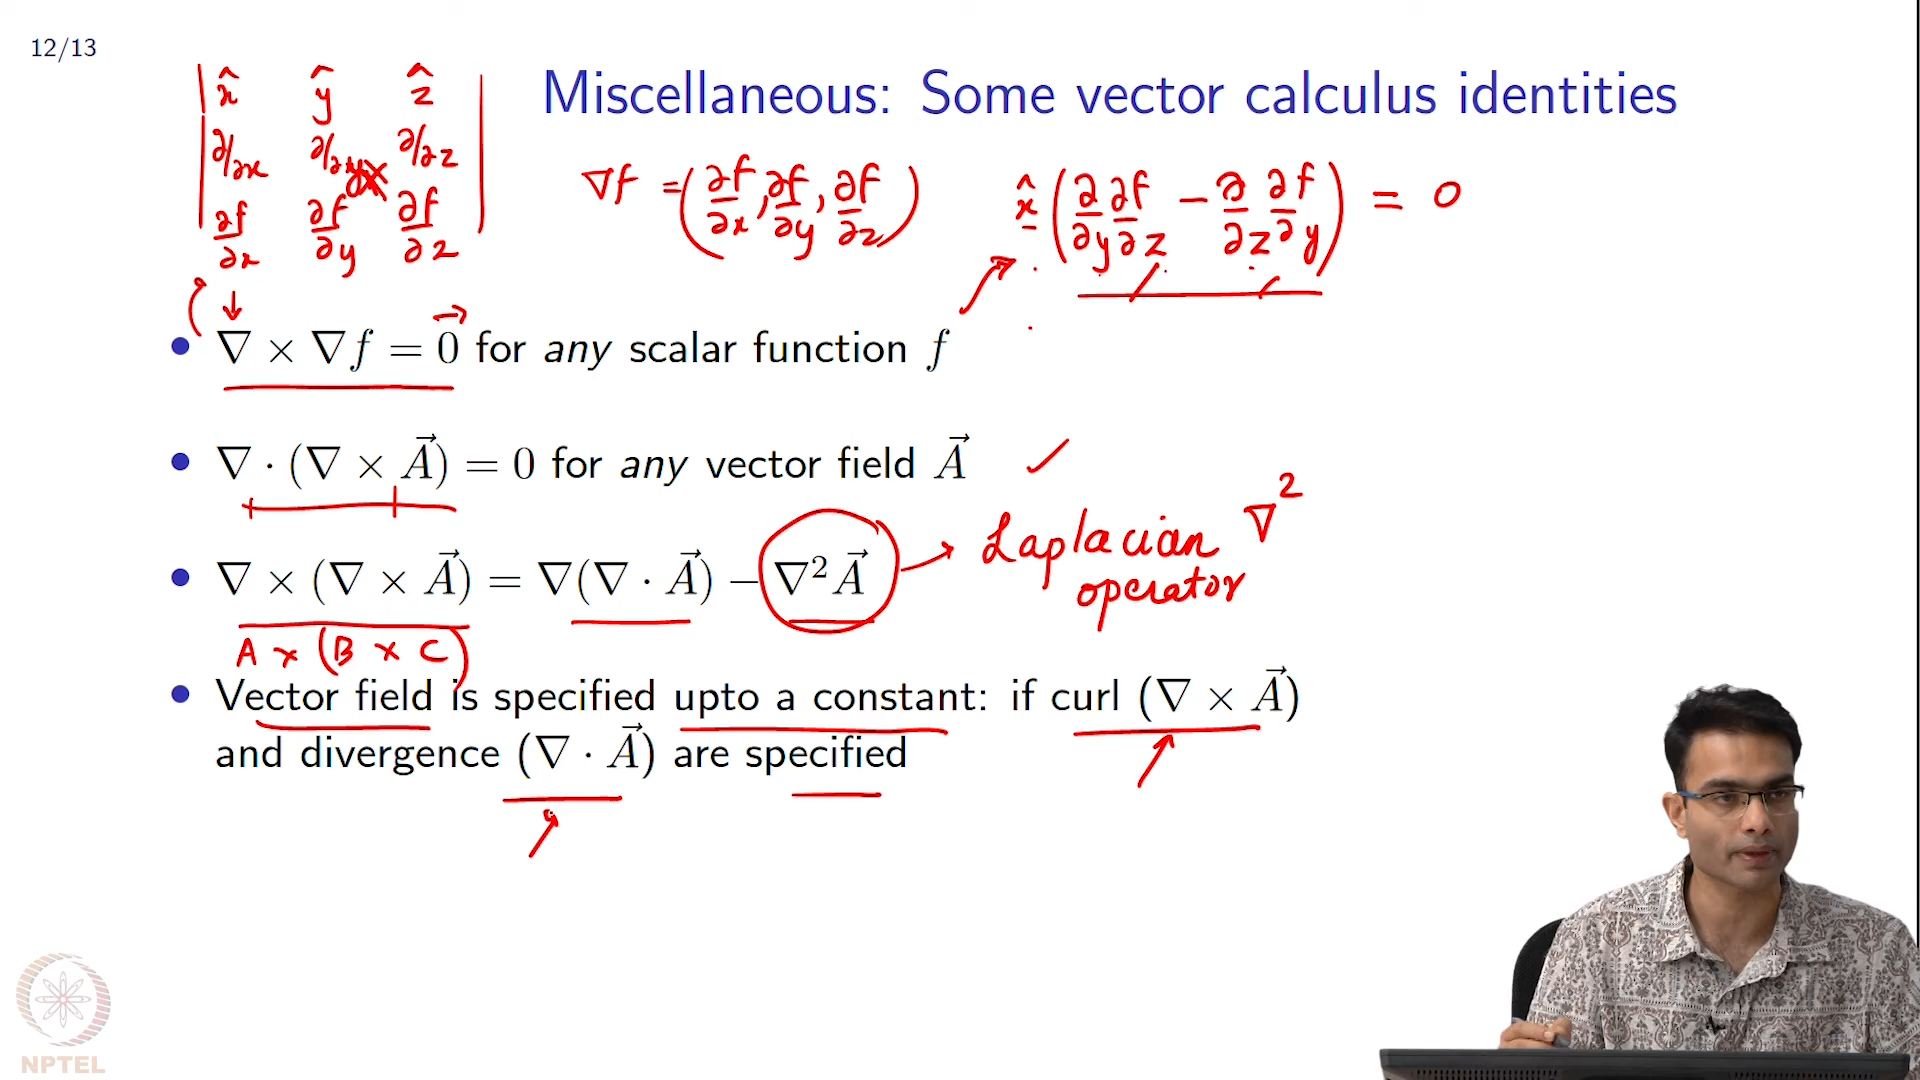 12/13
Miscellaneous: Some vector calculus identities
| x̂ ŷ ẑ |
| ∂/∂x ∂/∂y ∂/∂z |
| ∂f/∂x ∂f/∂y ∂f/∂z |
∇f = (∂f/∂x, ∂f/∂y, ∂f/∂z)
x̂ (∂/∂y ∂f/∂z − ∂/∂z ∂f/∂y) = 0
• ∇ × ∇f = 0⃗ for any scalar function f
• ∇ · (∇ × A⃗) = 0 for any vector field A⃗ ✓
• ∇ × (∇ × A⃗) = ∇(∇ · A⃗) − ∇²A⃗ → Laplacian ∇²
operator
A × (B × C)
• Vector field is specified upto a constant: if curl (∇ × A⃗)
and divergence (∇ · A⃗) are specified
NPTEL